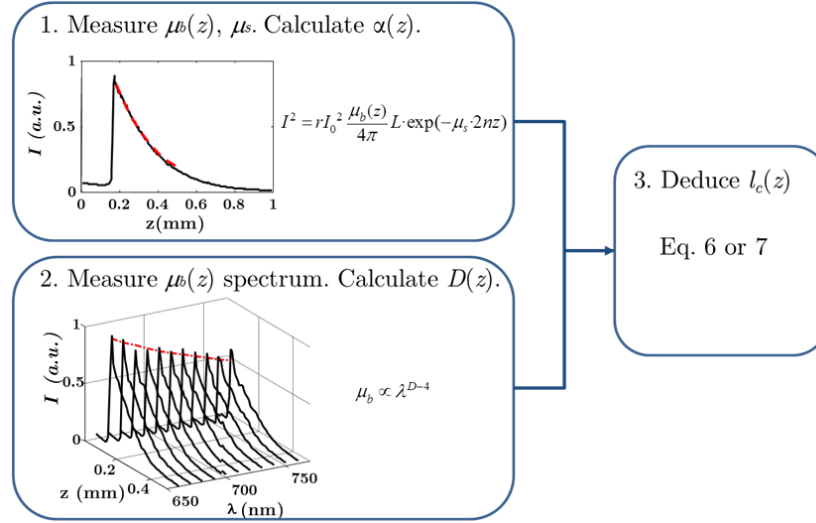 1. Measure μb(z), μs. Calculate α(z).
1
0.5
0
I (a.u.)
0 0.2 0.4 0.6 0.8 1
z(mm)
I² = rI₀² μb(z)/4π L·exp(−μs·2nz)
2. Measure μb(z) spectrum. Calculate D(z).
1
0.5
0
I (a.u.)
0.2
0.4
z (mm)
650
700
750
λ (nm)
μb ∝ λ^(D−4)
3. Deduce lc(z)
Eq. 6 or 7